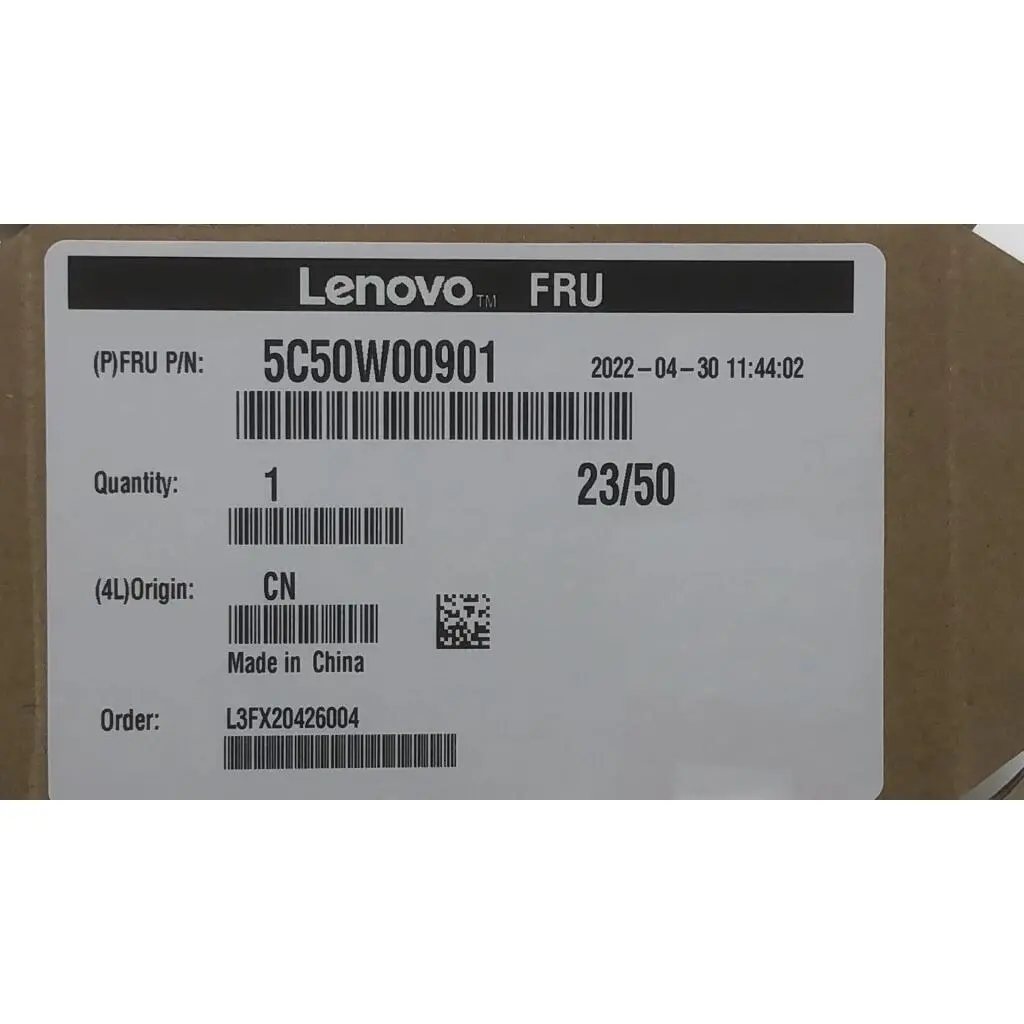 Lenovo™ FRU
(P)FRU P/N: 5C50W00901 2022-04-30 11:44:02
Quantity: 1 23/50
(4L)Origin: CN
Made in China
Order: L3FX20426004